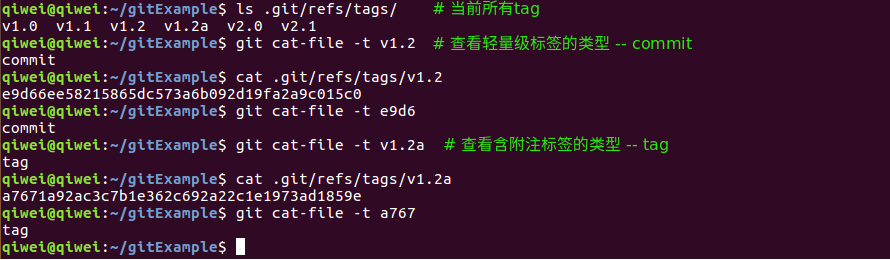 qiwei@qiwei:~/gitExample$ ls .git/refs/tags/ # 当前所有tag
v1.0 v1.1 v1.2 v1.2a v2.0 v2.1
qiwei@qiwei:~/gitExample$ git cat-file -t v1.2 # 查看轻量级标签的类型 -- commit
commit
qiwei@qiwei:~/gitExample$ cat .git/refs/tags/v1.2
e9d66ee58215865dc573a6b092d19fa2a9c015c0
qiwei@qiwei:~/gitExample$ git cat-file -t e9d6
commit
qiwei@qiwei:~/gitExample$ git cat-file -t v1.2a # 查看含附注标签的类型 -- tag
tag
qiwei@qiwei:~/gitExample$ cat .git/refs/tags/v1.2a
a7671a92ac3c7b1e362c692a22c1e1973ad1859e
qiwei@qiwei:~/gitExample$ git cat-file -t a767
tag
qiwei@qiwei:~/gitExample$